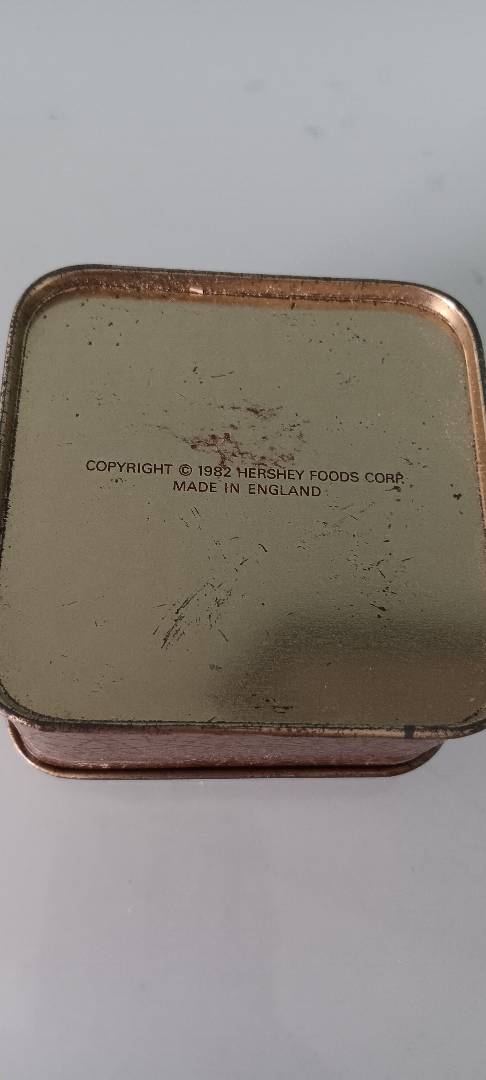 COPYRIGHT © 1982 HERSHEY FOODS CORP.
MADE IN ENGLAND